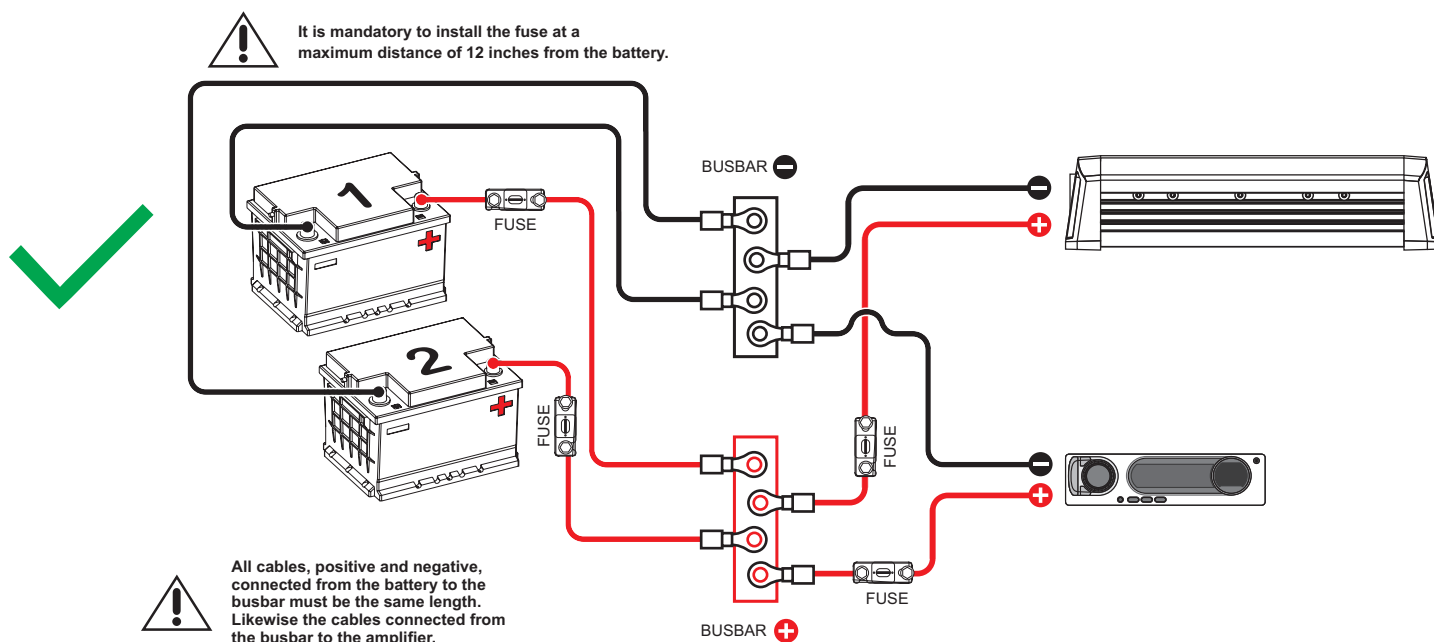 It is mandatory to install the fuse at a
maximum distance of 12 inches from the battery.
BUSBAR
1
FUSE
2
FUSE
FUSE
FUSE
All cables, positive and negative,
connected from the battery to the
busbar must be the same length.
Likewise the cables connected from
the busbar to the amplifier.
BUSBAR